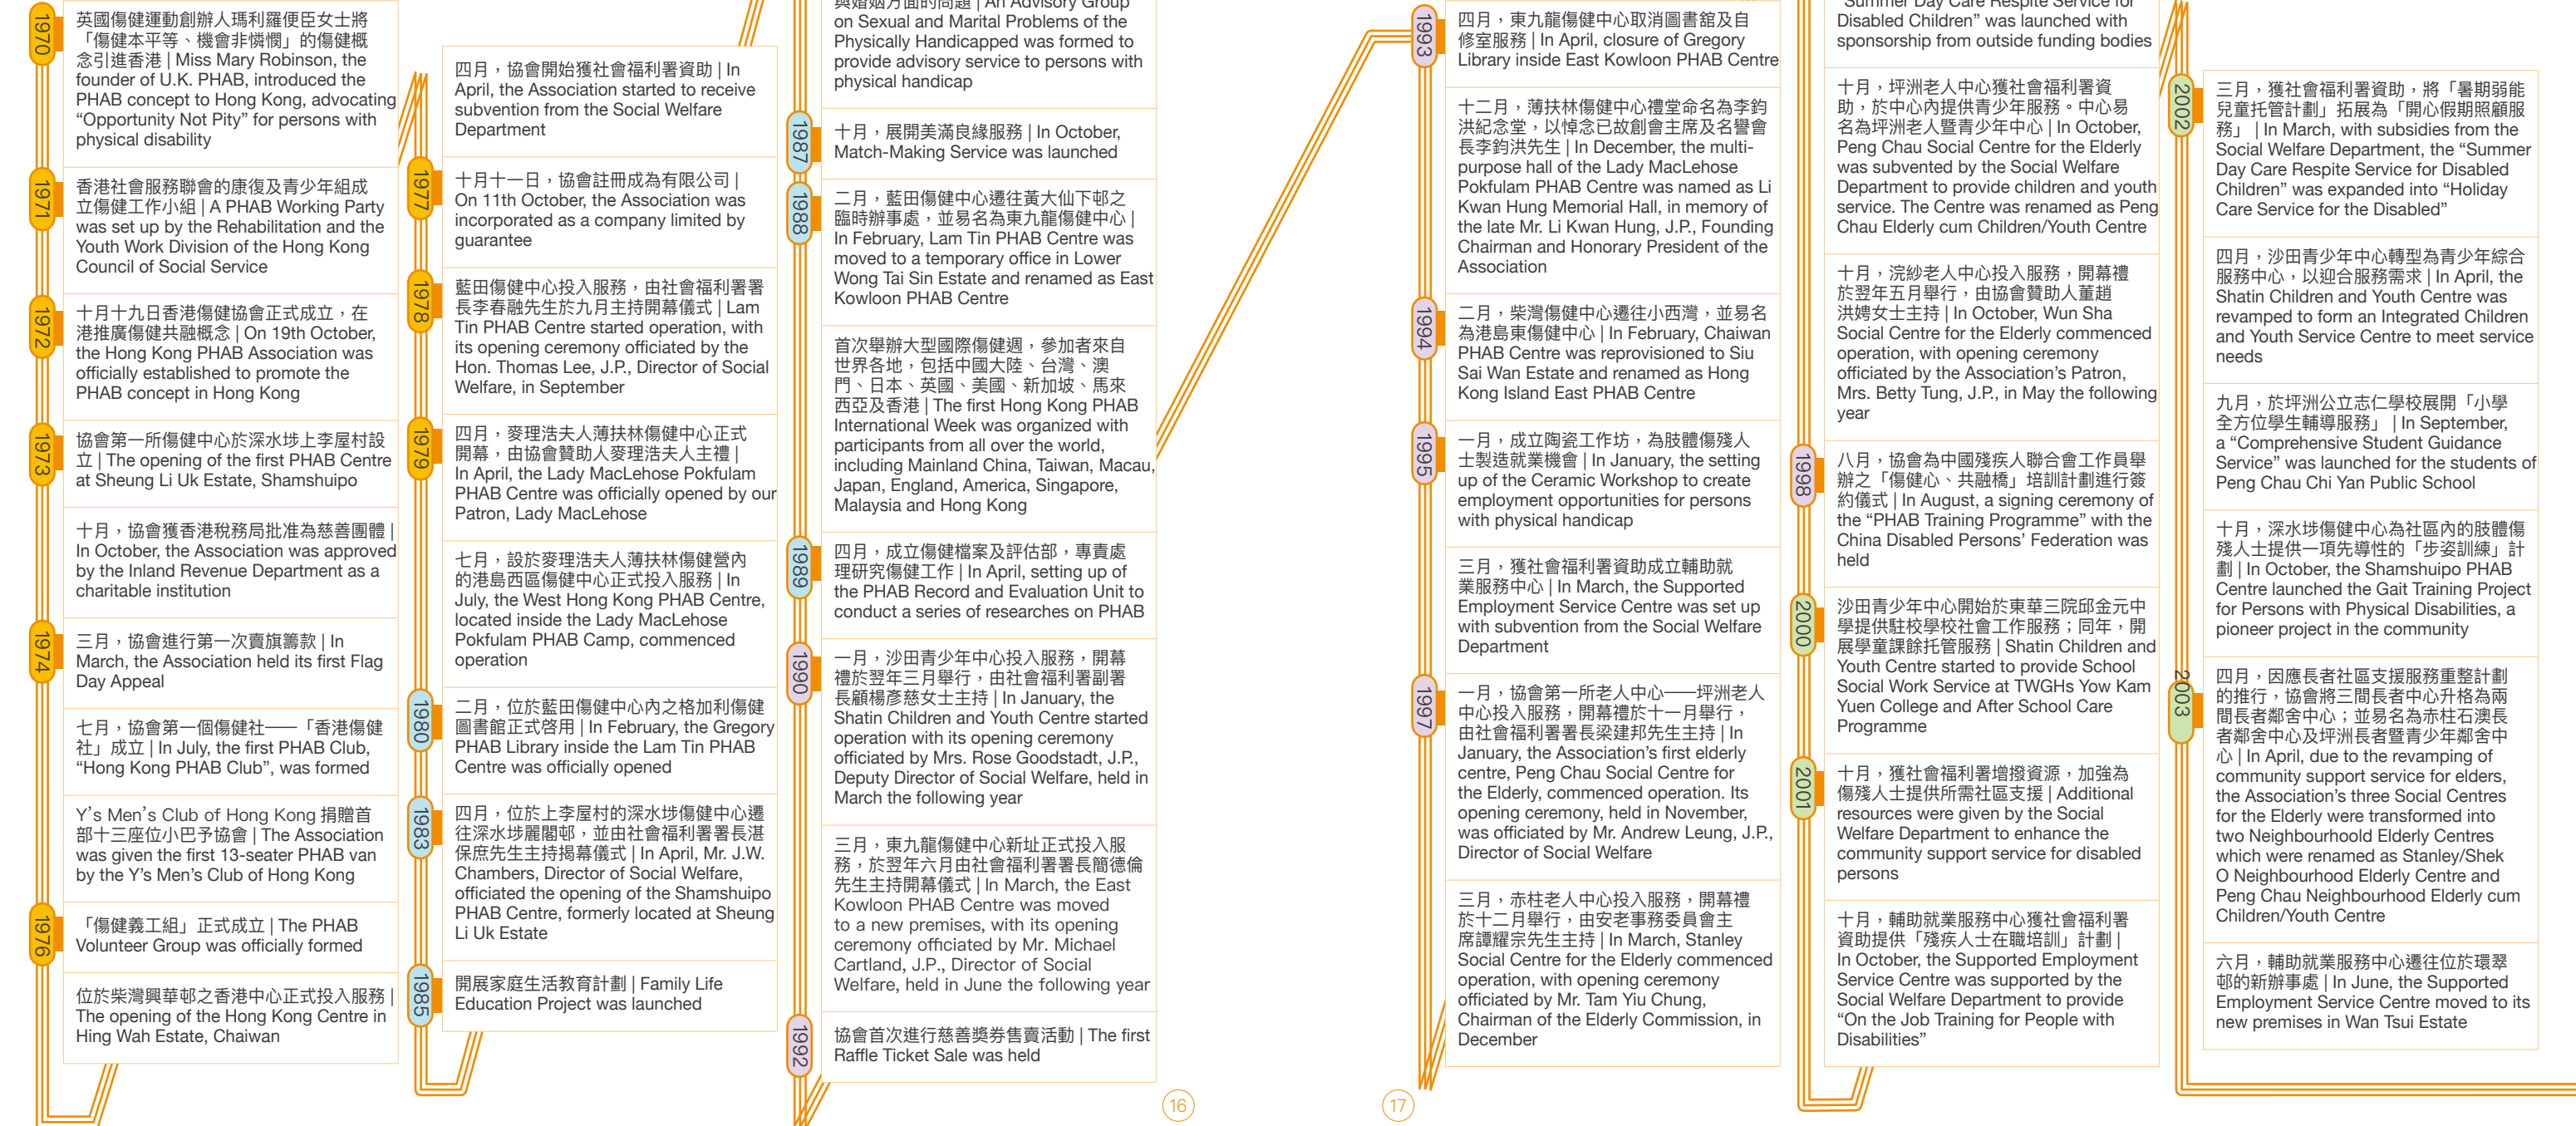 1970
英國傷健運動創辦人瑪利羅便臣女士將
「傷健本平等、機會非憐憫」的傷健概
念引進香港 | Miss Mary Robinson, the
founder of U.K. PHAB, introduced the
PHAB concept to Hong Kong, advocating
“Opportunity Not Pity” for persons with
physical disability
1971
香港社會服務聯會的康復及青少年組成
立傷健工作小組 | A PHAB Working Party
was set up by the Rehabilitation and the
Youth Work Division of the Hong Kong
Council of Social Service
1972
十月十九日香港傷健協會正式成立，在
港推廣傷健共融概念 | On 19th October,
the Hong Kong PHAB Association was
officially established to promote the
PHAB concept in Hong Kong
1973
協會第一所傷健中心於深水埗上李屋村設
立 | The opening of the first PHAB Centre
at Sheung Li Uk Estate, Shamshuipo
十月，協會獲香港稅務局批准為慈善團體 |
In October, the Association was approved
by the Inland Revenue Department as a
charitable institution
1974
三月，協會進行第一次賣旗籌款 | In
March, the Association held its first Flag
Day Appeal
七月，協會第一個傷健社——「香港傷健
社」成立 | In July, the first PHAB Club,
“Hong Kong PHAB Club”, was formed
Y’s Men’s Club of Hong Kong 捐贈首
部十三座位小巴予協會 | The Association
was given the first 13-seater PHAB van
by the Y’s Men’s Club of Hong Kong
1976
「傷健義工組」正式成立 | The PHAB
Volunteer Group was officially formed
位於柴灣興華邨之香港中心正式投入服務 |
The opening of the Hong Kong Centre in
Hing Wah Estate, Chaiwan
四月，協會開始獲社會福利署資助 | In
April, the Association started to receive
subvention from the Social Welfare
Department
1977
十月十一日，協會註冊成為有限公司 |
On 11th October, the Association was
incorporated as a company limited by
guarantee
1978
藍田傷健中心投入服務，由社會福利署署
長李春融先生於九月主持開幕儀式 | Lam
Tin PHAB Centre started operation, with
its opening ceremony officiated by the
Hon. Thomas Lee, J.P., Director of Social
Welfare, in September
1979
四月，麥理浩夫人薄扶林傷健中心正式
開幕，由協會贊助人麥理浩夫人主禮 |
In April, the Lady MacLehose Pokfulam
PHAB Centre was officially opened by our
Patron, Lady MacLehose
七月，設於麥理浩夫人薄扶林傷健營內
的港島西區傷健中心正式投入服務 | In
July, the West Hong Kong PHAB Centre,
located inside the Lady MacLehose
Pokfulam PHAB Camp, commenced
operation
1980
二月，位於藍田傷健中心內之格加利傷健
圖書館正式啓用 | In February, the Gregory
PHAB Library inside the Lam Tin PHAB
Centre was officially opened
1983
四月，位於上李屋村的深水埗傷健中心遷
往深水埗麗閣邨，並由社會福利署署長湛
保庶先生主持揭幕儀式 | In April, Mr. J.W.
Chambers, Director of Social Welfare,
officiated the opening of the Shamshuipo
PHAB Centre, formerly located at Sheung
Li Uk Estate
1985
開展家庭生活教育計劃 | Family Life
Education Project was launched
與婚姻方面的問題 | An Advisory Group
on Sexual and Marital Problems of the
Physically Handicapped was formed to
provide advisory service to persons with
physical handicap
1987
十月，展開美滿良緣服務 | In October,
Match-Making Service was launched
1988
二月，藍田傷健中心遷往黃大仙下邨之
臨時辦事處，並易名為東九龍傷健中心 |
In February, Lam Tin PHAB Centre was
moved to a temporary office in Lower
Wong Tai Sin Estate and renamed as East
Kowloon PHAB Centre
首次舉辦大型國際傷健週，參加者來自
世界各地，包括中國大陸、台灣、澳
門、日本、英國、美國、新加坡、馬來
西亞及香港 | The first Hong Kong PHAB
International Week was organized with
participants from all over the world,
including Mainland China, Taiwan, Macau,
Japan, England, America, Singapore,
Malaysia and Hong Kong
1989
四月，成立傷健檔案及評估部，專責處
理研究傷健工作 | In April, setting up of
the PHAB Record and Evaluation Unit to
conduct a series of researches on PHAB
1990
一月，沙田青少年中心投入服務，開幕
禮於翌年三月舉行，由社會福利署副署
長顧楊彥慈女士主持 | In January, the
Shatin Children and Youth Centre started
operation with its opening ceremony
officiated by Mrs. Rose Goodstadt, J.P.,
Deputy Director of Social Welfare, held in
March the following year
三月，東九龍傷健中心新址正式投入服
務，於翌年六月由社會福利署署長簡德倫
先生主持開幕儀式 | In March, the East
Kowloon PHAB Centre was moved
to a new premises, with its opening
ceremony officiated by Mr. Michael
Cartland, J.P., Director of Social
Welfare, held in June the following year
1992
協會首次進行慈善獎券售賣活動 | The first
Raffle Ticket Sale was held
16
1993
四月，東九龍傷健中心取消圖書舘及自
修室服務 | In April, closure of Gregory
Library inside East Kowloon PHAB Centre
十二月，薄扶林傷健中心禮堂命名為李鈞
洪紀念堂，以悼念已故創會主席及名譽會
長李鈞洪先生 | In December, the multi-
purpose hall of the Lady MacLehose
Pokfulam PHAB Centre was named as Li
Kwan Hung Memorial Hall, in memory of
the late Mr. Li Kwan Hung, J.P., Founding
Chairman and Honorary President of the
Association
1994
二月，柴灣傷健中心遷往小西灣，並易名
為港島東傷健中心 | In February, Chaiwan
PHAB Centre was reprovisioned to Siu
Sai Wan Estate and renamed as Hong
Kong Island East PHAB Centre
1995
一月，成立陶瓷工作坊，為肢體傷殘人
士製造就業機會 | In January, the setting
up of the Ceramic Workshop to create
employment opportunities for persons
with physical handicap
三月，獲社會福利署資助成立輔助就
業服務中心 | In March, the Supported
Employment Service Centre was set up
with subvention from the Social Welfare
Department
1997
一月，協會第一所老人中心——坪洲老人
中心投入服務，開幕禮於十一月舉行，
由社會福利署署長梁建邦先生主持 | In
January, the Association’s first elderly
centre, Peng Chau Social Centre for
the Elderly, commenced operation. Its
opening ceremony, held in November,
was officiated by Mr. Andrew Leung, J.P.,
Director of Social Welfare
三月，赤柱老人中心投入服務，開幕禮
於十二月舉行，由安老事務委員會主
席譚耀宗先生主持 | In March, Stanley
Social Centre for the Elderly commenced
operation, with opening ceremony
officiated by Mr. Tam Yiu Chung,
Chairman of the Elderly Commission, in
December
17
“Summer Day Care Respite Service for
Disabled Children” was launched with
sponsorship from outside funding bodies
十月，坪洲老人中心獲社會福利署資
助，於中心內提供青少年服務。中心易
名為坪洲老人暨青少年中心 | In October,
Peng Chau Social Centre for the Elderly
was subvented by the Social Welfare
Department to provide children and youth
service. The Centre was renamed as Peng
Chau Elderly cum Children/Youth Centre
十月，浣紗老人中心投入服務，開幕禮
於翌年五月舉行，由協會贊助人董趙
洪娉女士主持 | In October, Wun Sha
Social Centre for the Elderly commenced
operation, with opening ceremony
officiated by the Association’s Patron,
Mrs. Betty Tung, J.P., in May the following
year
1998
八月，協會為中國殘疾人聯合會工作員舉
辦之「傷健心、共融橋」培訓計劃進行簽
約儀式 | In August, a signing ceremony of
the “PHAB Training Programme” with the
China Disabled Persons’ Federation was
held
2000
沙田青少年中心開始於東華三院邱金元中
學提供駐校學校社會工作服務；同年，開
展學童課餘托管服務 | Shatin Children and
Youth Centre started to provide School
Social Work Service at TWGHs Yow Kam
Yuen College and After School Care
Programme
2001
十月，獲社會福利署增撥資源，加強為
傷殘人士提供所需社區支援 | Additional
resources were given by the Social
Welfare Department to enhance the
community support service for disabled
persons
十月，輔助就業服務中心獲社會福利署
資助提供「殘疾人士在職培訓」計劃 |
In October, the Supported Employment
Service Centre was supported by the
Social Welfare Department to provide
“On the Job Training for People with
Disabilities”
2002
三月，獲社會福利署資助，將「暑期弱能
兒童托管計劃」拓展為「開心假期照顧服
務」 | In March, with subsidies from the
Social Welfare Department, the “Summer
Day Care Respite Service for Disabled
Children” was expanded into “Holiday
Care Service for the Disabled”
四月，沙田青少年中心轉型為青少年綜合
服務中心，以迎合服務需求 | In April, the
Shatin Children and Youth Centre was
revamped to form an Integrated Children
and Youth Service Centre to meet service
needs
九月，於坪洲公立志仁學校展開「小學
全方位學生輔導服務」 | In September,
a “Comprehensive Student Guidance
Service” was launched for the students of
Peng Chau Chi Yan Public School
十月，深水埗傷健中心為社區內的肢體傷
殘人士提供一項先導性的「步姿訓練」計
劃 | In October, the Shamshuipo PHAB
Centre launched the Gait Training Project
for Persons with Physical Disabilities, a
pioneer project in the community
2003
四月，因應長者社區支援服務重整計劃
的推行，協會將三間長者中心升格為兩
間長者鄰舍中心；並易名為赤柱石澳長
者鄰舍中心及坪洲長者暨青少年鄰舍中
心 | In April, due to the revamping of
community support service for elders,
the Association’s three Social Centres
for the Elderly were transformed into
two Neighbourhoold Elderly Centres
which were renamed as Stanley/Shek
O Neighbourhood Elderly Centre and
Peng Chau Neighbourhood Elderly cum
Children/Youth Centre
六月，輔助就業服務中心遷往位於環翠
邨的新辦事處 | In June, the Supported
Employment Service Centre moved to its
new premises in Wan Tsui Estate